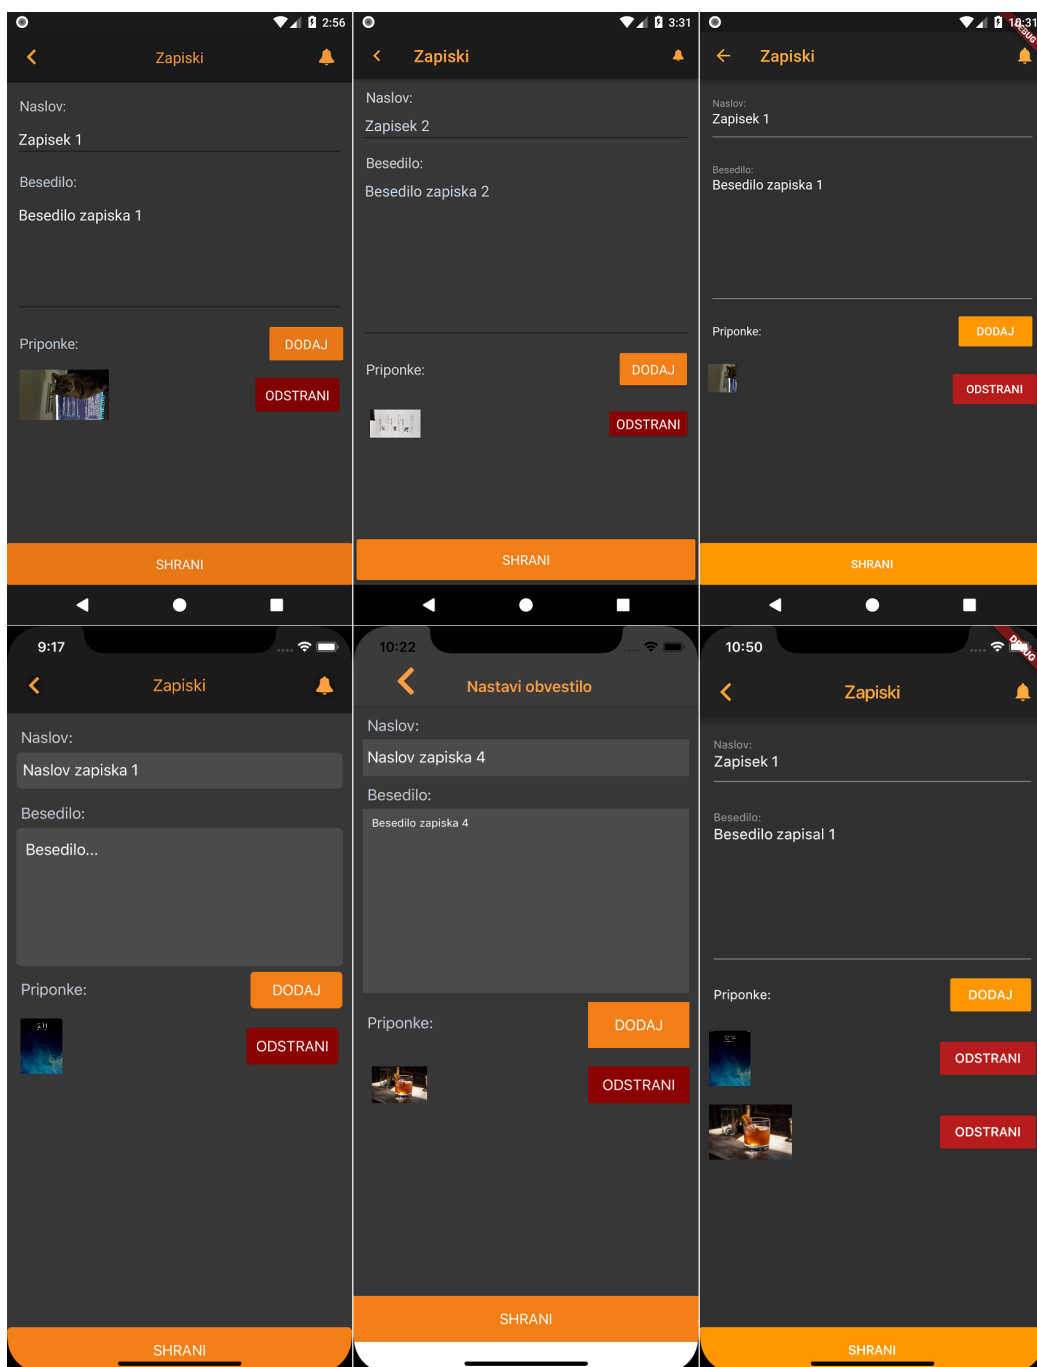 2:56
Zapiski
Naslov:
Zapisek 1
Besedilo:
Besedilo zapiska 1
Priponke:
DODAJ
ODSTRANI
SHRANI
3:31
Zapiski
Naslov:
Zapisek 2
Besedilo:
Besedilo zapiska 2
Priponke:
DODAJ
ODSTRANI
SHRANI
10:31
DEBUG
Zapiski
Naslov:
Zapisek 1
Besedilo:
Besedilo zapiska 1
Priponke:
DODAJ
ODSTRANI
SHRANI
9:17
Zapiski
Naslov:
Naslov zapiska 1
Besedilo:
Besedilo...
Priponke:
DODAJ
ODSTRANI
SHRANI
10:22
Nastavi obvestilo
Naslov:
Naslov zapiska 4
Besedilo:
Besedilo zapiska 4
Priponke:
DODAJ
ODSTRANI
SHRANI
10:50
DEBUG
Zapiski
Naslov:
Zapisek 1
Besedilo:
Besedilo zapisal 1
Priponke:
DODAJ
ODSTRANI
ODSTRANI
SHRANI